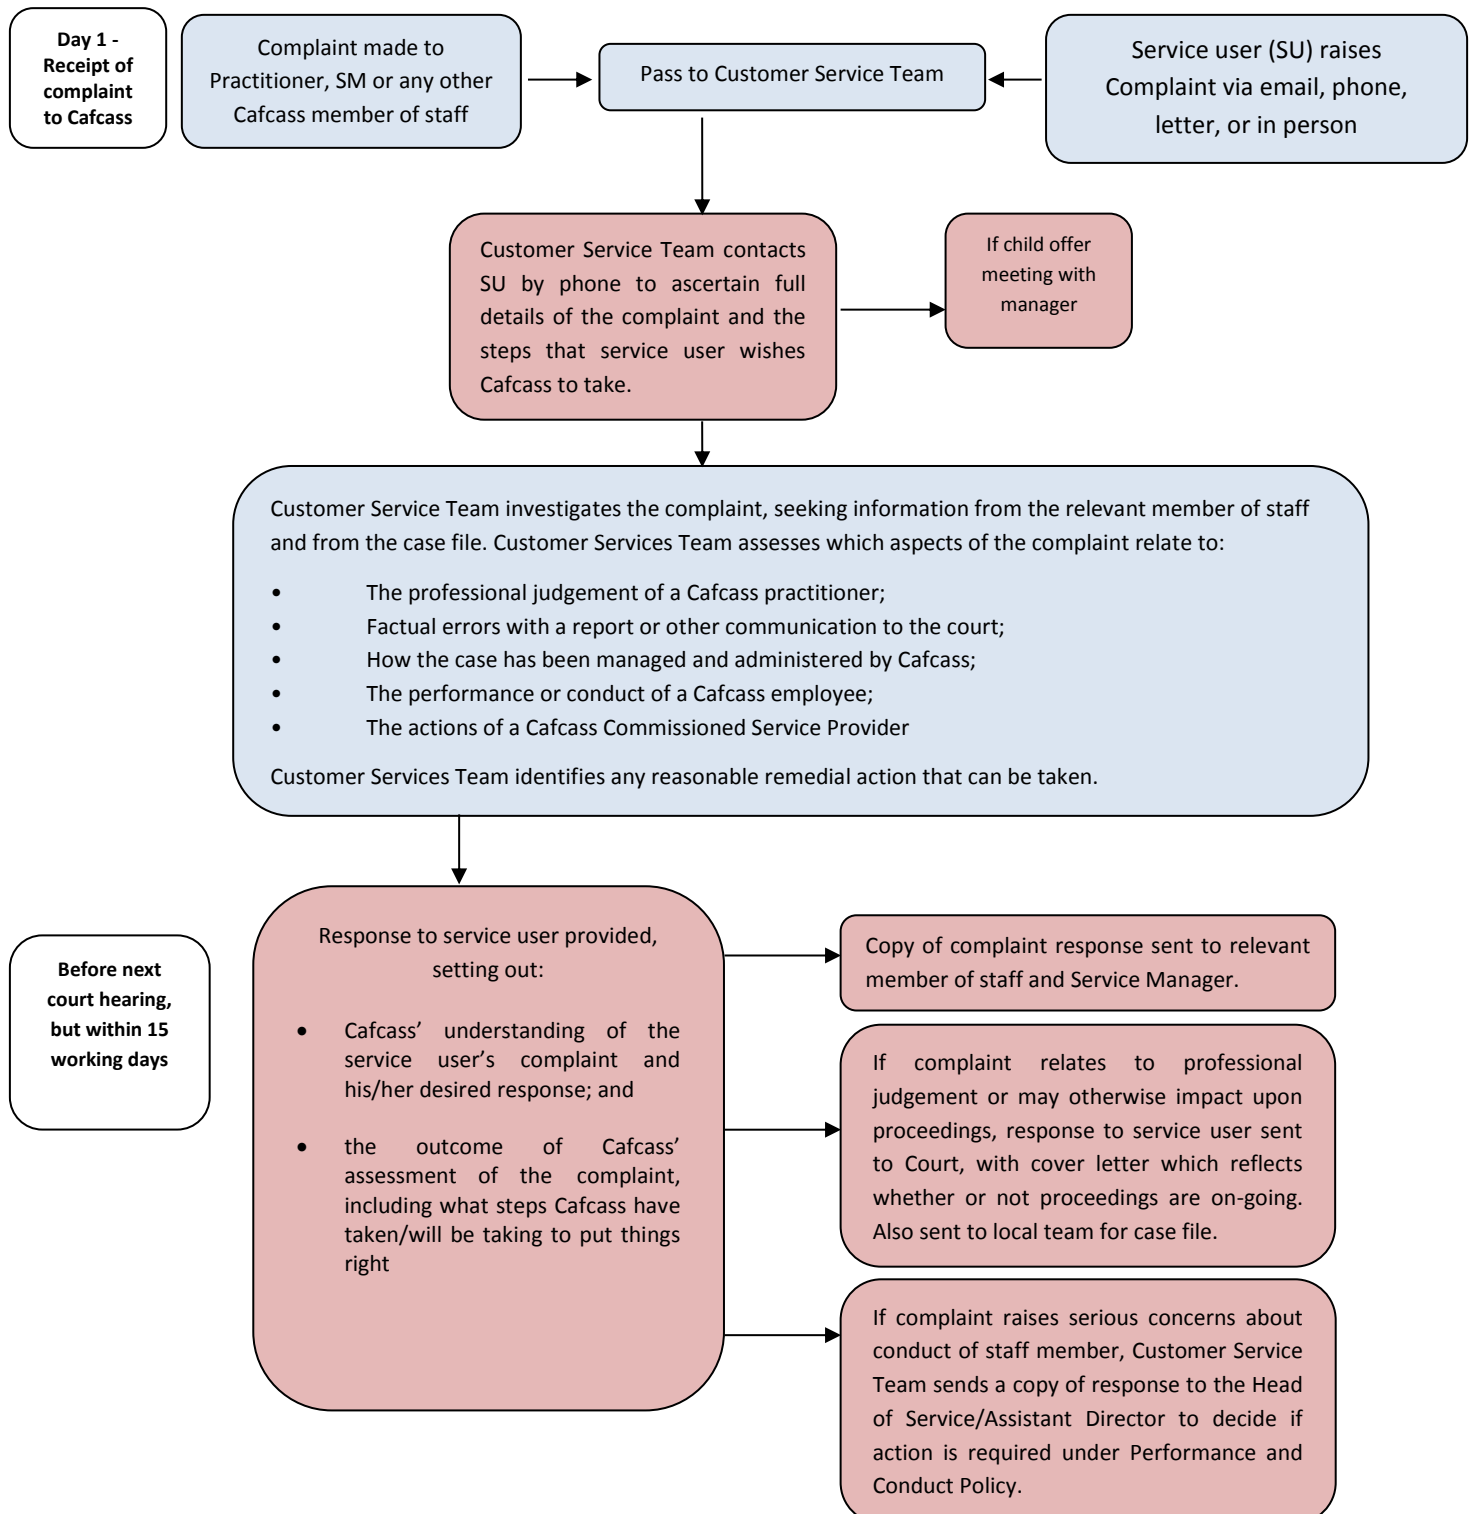 Day 1 -
Receipt of
complaint
to Cafcass
Complaint made to
Practitioner, SM or any other
Cafcass member of staff
Pass to Customer Service Team
Service user (SU) raises
Complaint via email, phone,
letter, or in person
Customer Service Team contacts
SU by phone to ascertain full
details of the complaint and the
steps that service user wishes
Cafcass to take.
If child offer
meeting with
manager
Customer Service Team investigates the complaint, seeking information from the relevant member of staff
and from the case file. Customer Services Team assesses which aspects of the complaint relate to:
• The professional judgement of a Cafcass practitioner;
• Factual errors with a report or other communication to the court;
• How the case has been managed and administered by Cafcass;
• The performance or conduct of a Cafcass employee;
• The actions of a Cafcass Commissioned Service Provider
Customer Services Team identifies any reasonable remedial action that can be taken.
Before next
court hearing,
but within 15
working days
Response to service user provided,
setting out:
• Cafcass’ understanding of the
service user’s complaint and
his/her desired response; and
• the outcome of Cafcass’
assessment of the complaint,
including what steps Cafcass have
taken/will be taking to put things
right
Copy of complaint response sent to relevant
member of staff and Service Manager.
If complaint relates to professional
judgement or may otherwise impact upon
proceedings, response to service user sent
to Court, with cover letter which reflects
whether or not proceedings are on-going.
Also sent to local team for case file.
If complaint raises serious concerns about
conduct of staff member, Customer Service
Team sends a copy of response to the Head
of Service/Assistant Director to decide if
action is required under Performance and
Conduct Policy.